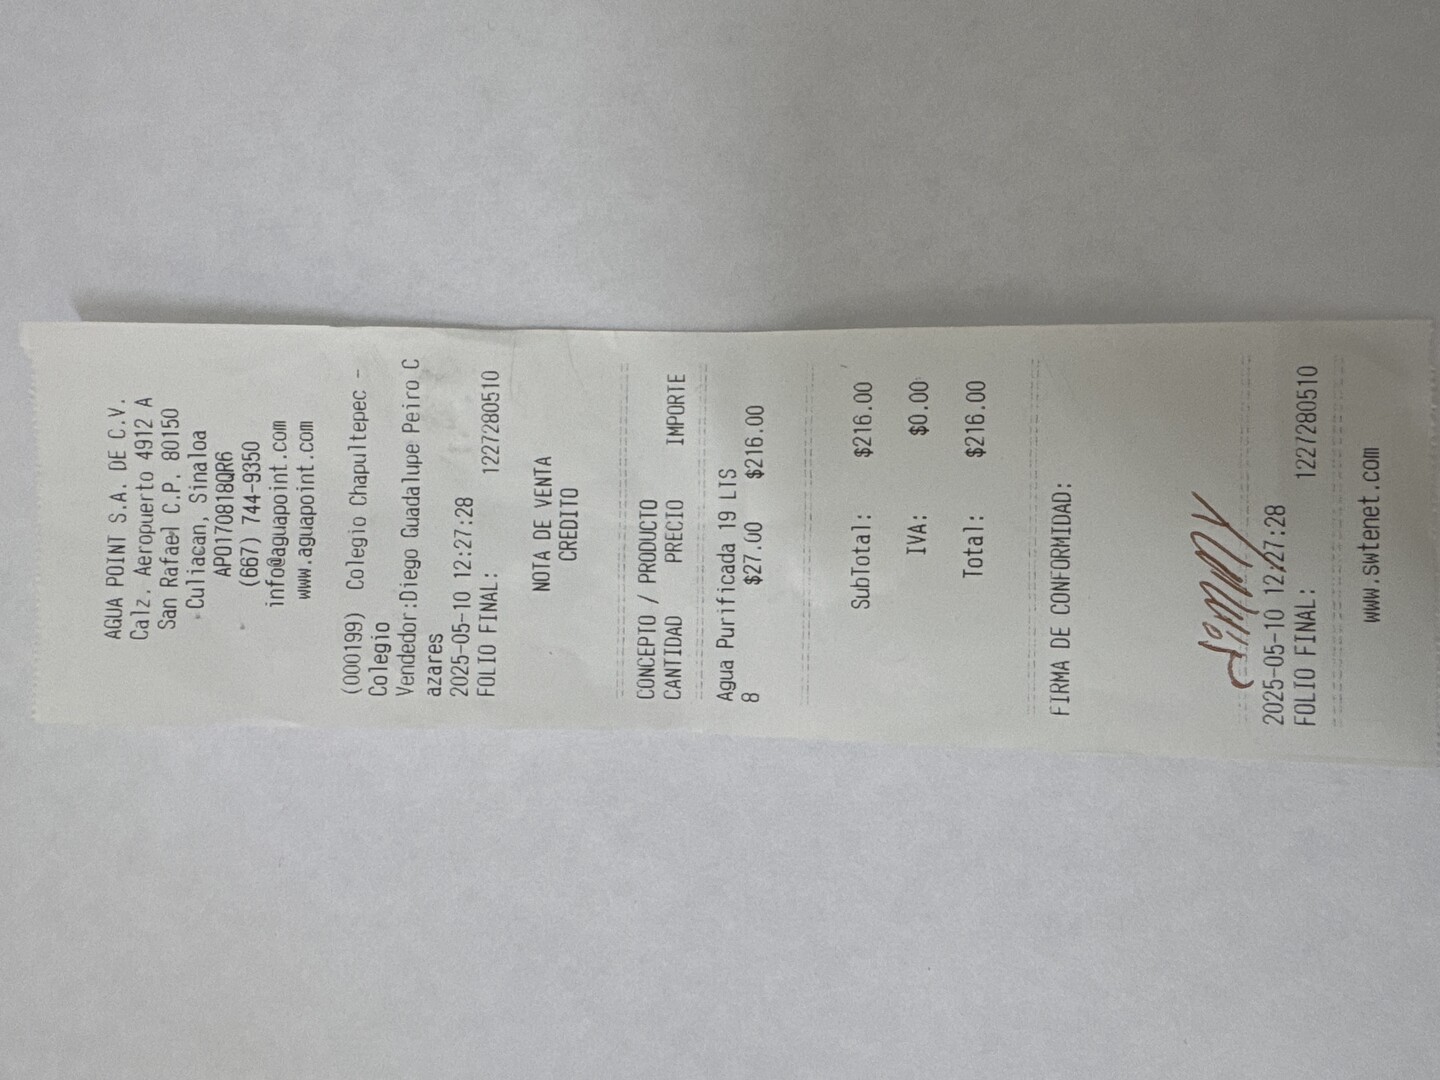 AGUA POINT S.A. DE C.V.
Calz. Aeropuerto 4912 A
San Rafael C.P. 80150
Culiacan, Sinaloa
APO170818QR6
(667) 744-9350
info@aguapoint.com
www.aguapoint.com
(000199) Colegio Chapultepec -
Colegio
Vendedor:Diego Guadalupe Peiro C
azares
2025-05-10 12:27:28
FOLIO FINAL: 1227280510
NOTA DE VENTA
CREDITO
CONCEPTO / PRODUCTO
CANTIDAD PRECIO IMPORTE
Agua Purificada 19 LTS
8 $27.00 $216.00
SubTotal: $216.00
IVA: $0.00
Total: $216.00
FIRMA DE CONFORMIDAD:
2025-05-10 12:27:28
FOLIO FINAL: 1227280510
www.swtenet.com